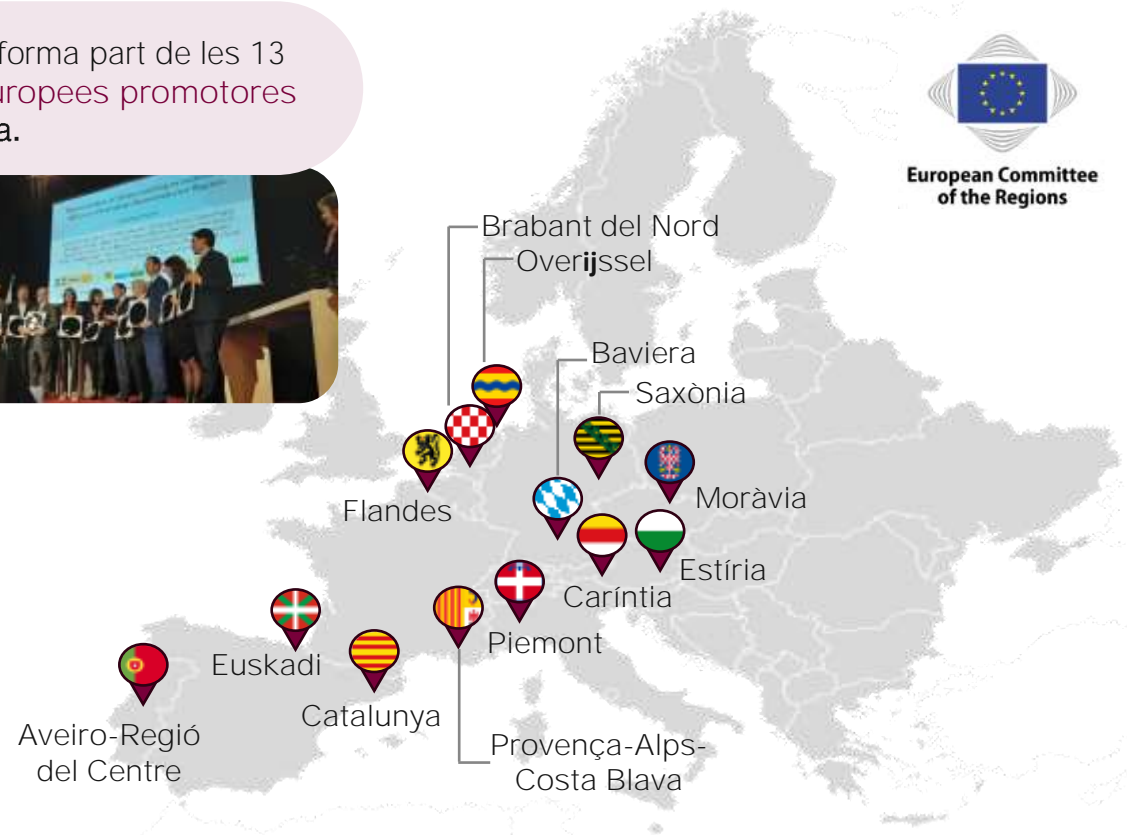 forma part de les 13
uropees promotores
a.
European Committee
of the Regions
Brabant del Nord
Overijssel
Baviera
Saxònia
Moràvia
Flandes
Estíria
Caríntia
Piemont
Euskadi
Catalunya
Aveiro-Regió
del Centre
Provença-Alps-
Costa Blava